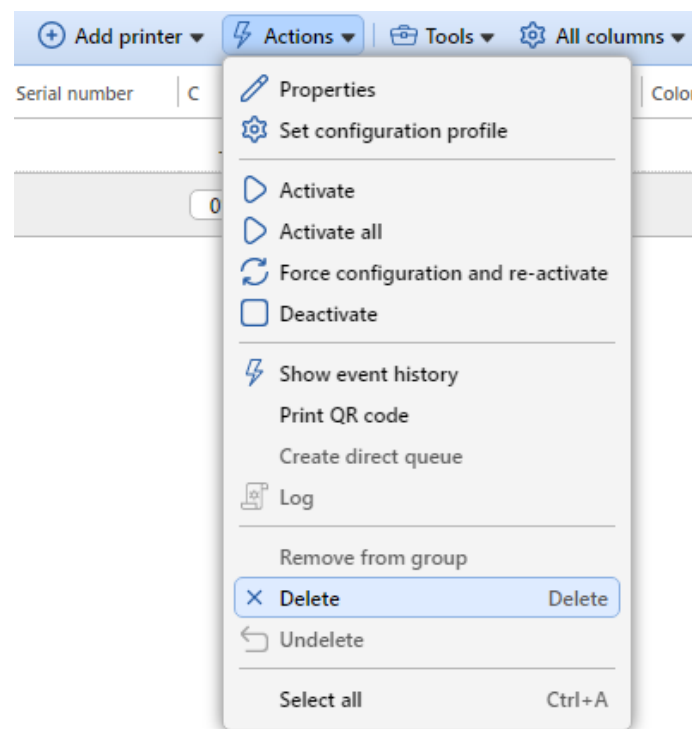 Add printer Actions Tools All columns
Serial number C Color
0
Properties
Set configuration profile
Activate
Activate all
Force configuration and re-activate
Deactivate
Show event history
Print QR code
Create direct queue
Log
Remove from group
Delete Delete
Undelete
Select all Ctrl+A